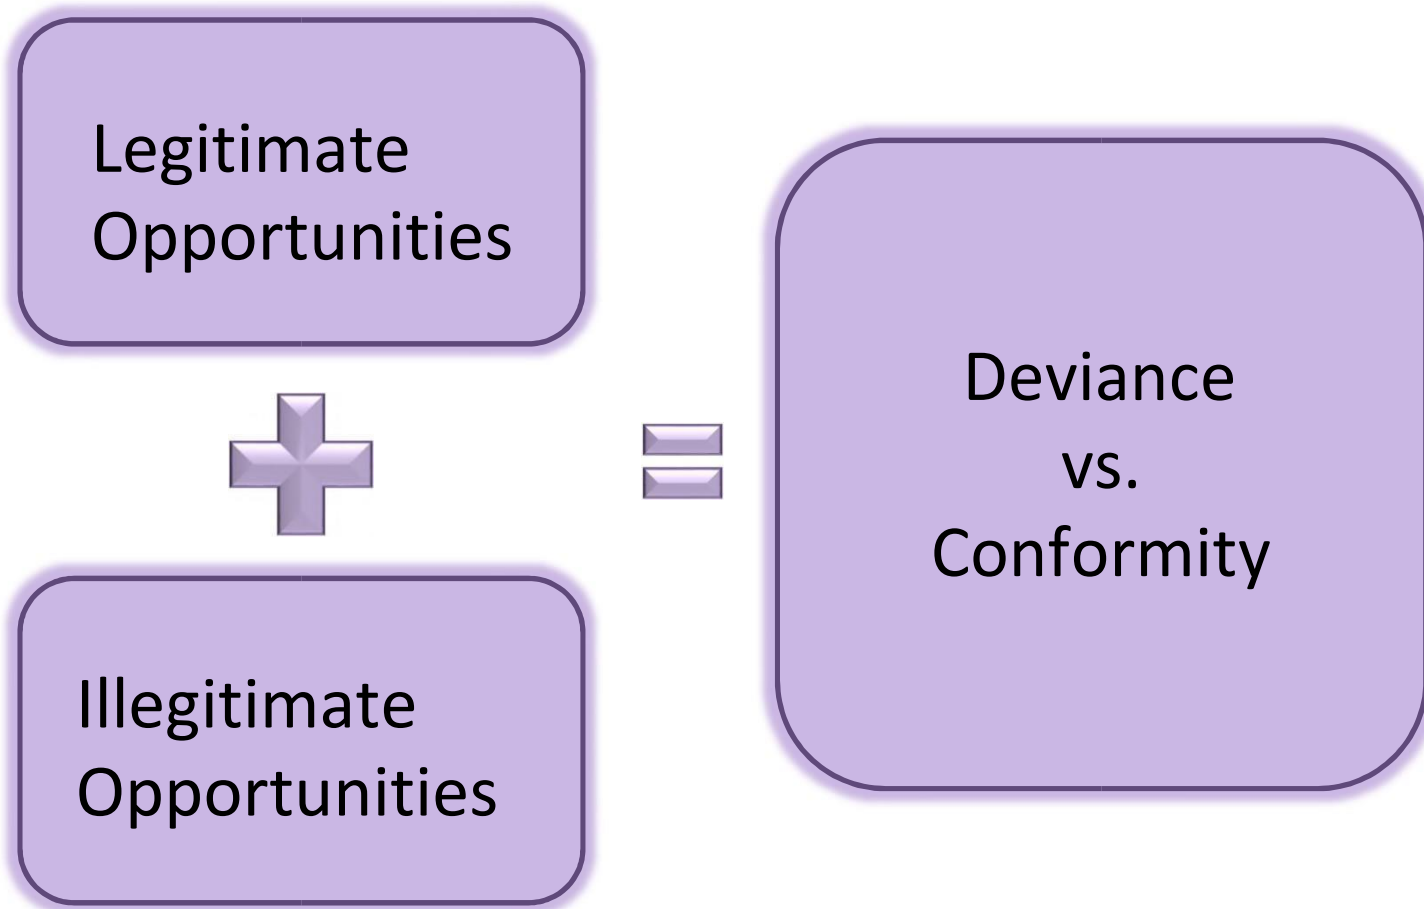 Legitimate
Opportunities
Illegitimate
Opportunities
Deviance
vs.
Conformity